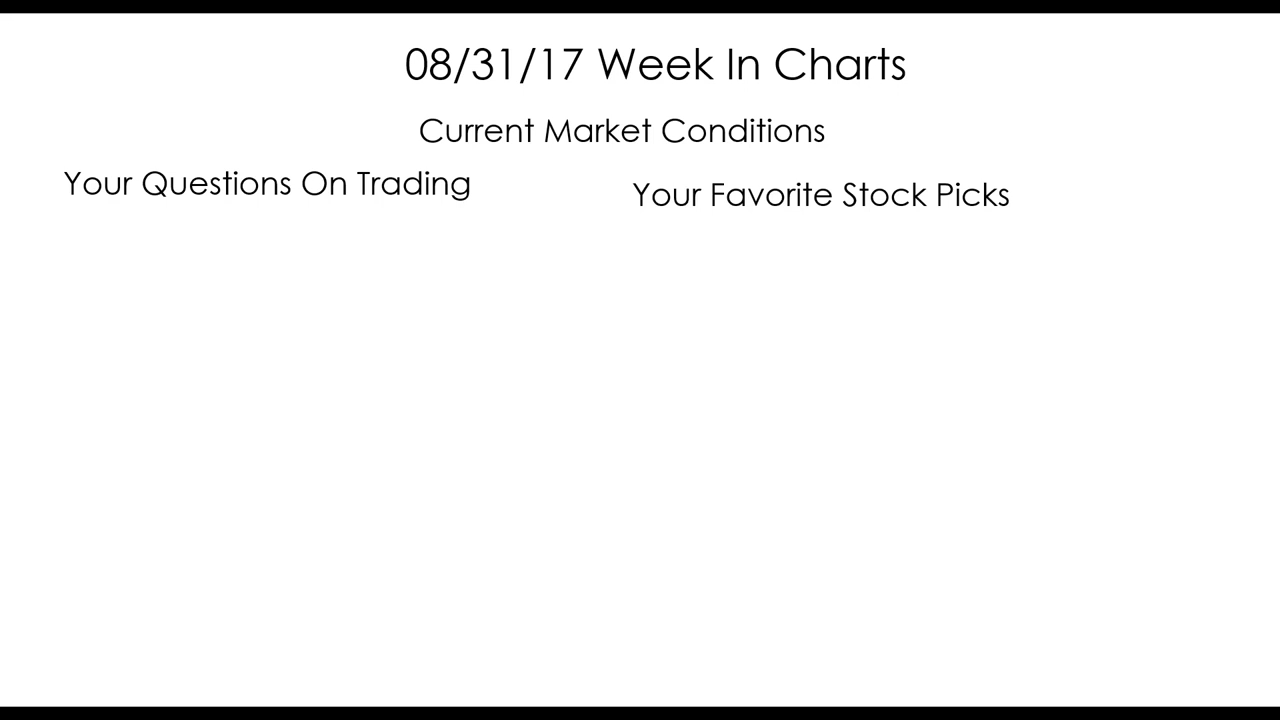 08/31/17 Week In Charts
Current Market Conditions
Your Questions On Trading
Your Favorite Stock Picks